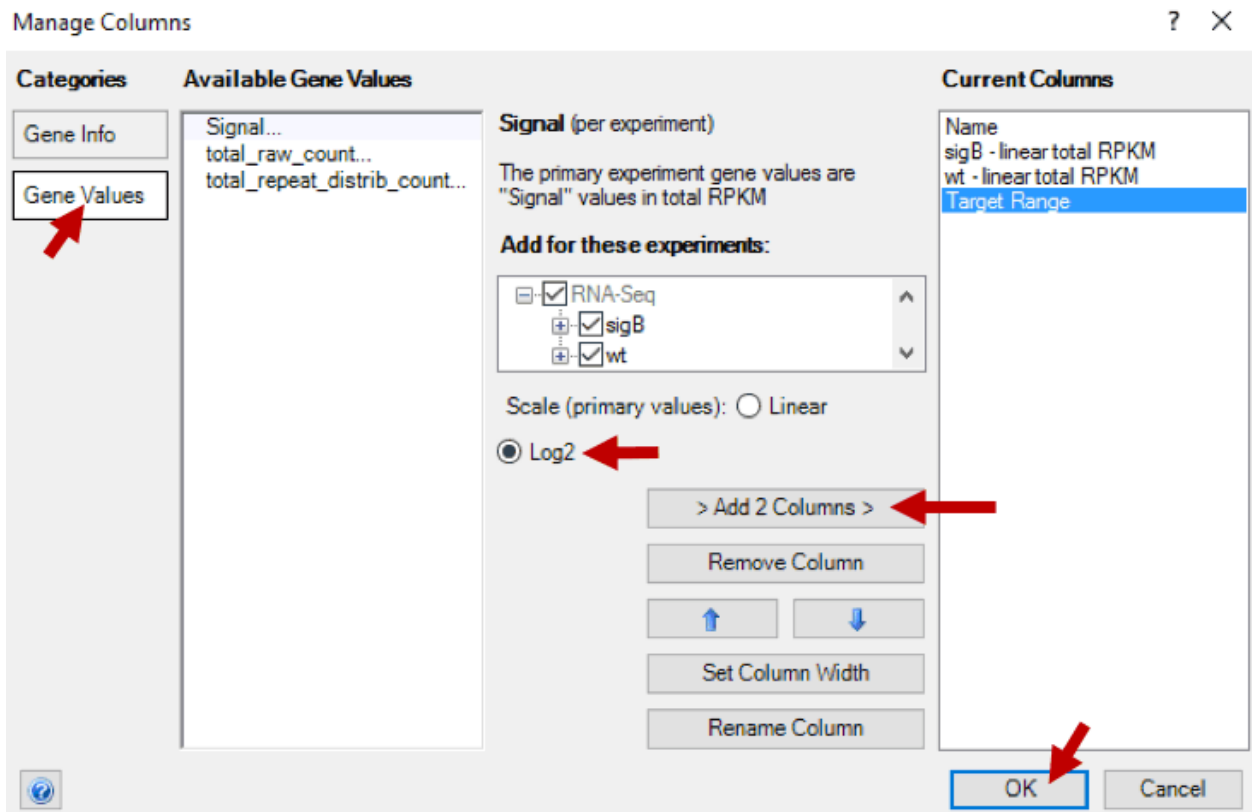 Manage Columns
?
Categories
Gene Info
Gene Values
Available Gene Values
Signal...
total_raw_count...
total_repeat_distrib_count...
Signal (per experiment)
The primary experiment gene values are
"Signal" values in total RPKM
Add for these experiments:
RNA-Seq
sigB
wt
Scale (primary values): Linear
Log2
> Add 2 Columns >
Remove Column
Set Column Width
Rename Column
Current Columns
Name
sigB - linear total RPKM
wt - linear total RPKM
Target Range
?
OK
Cancel